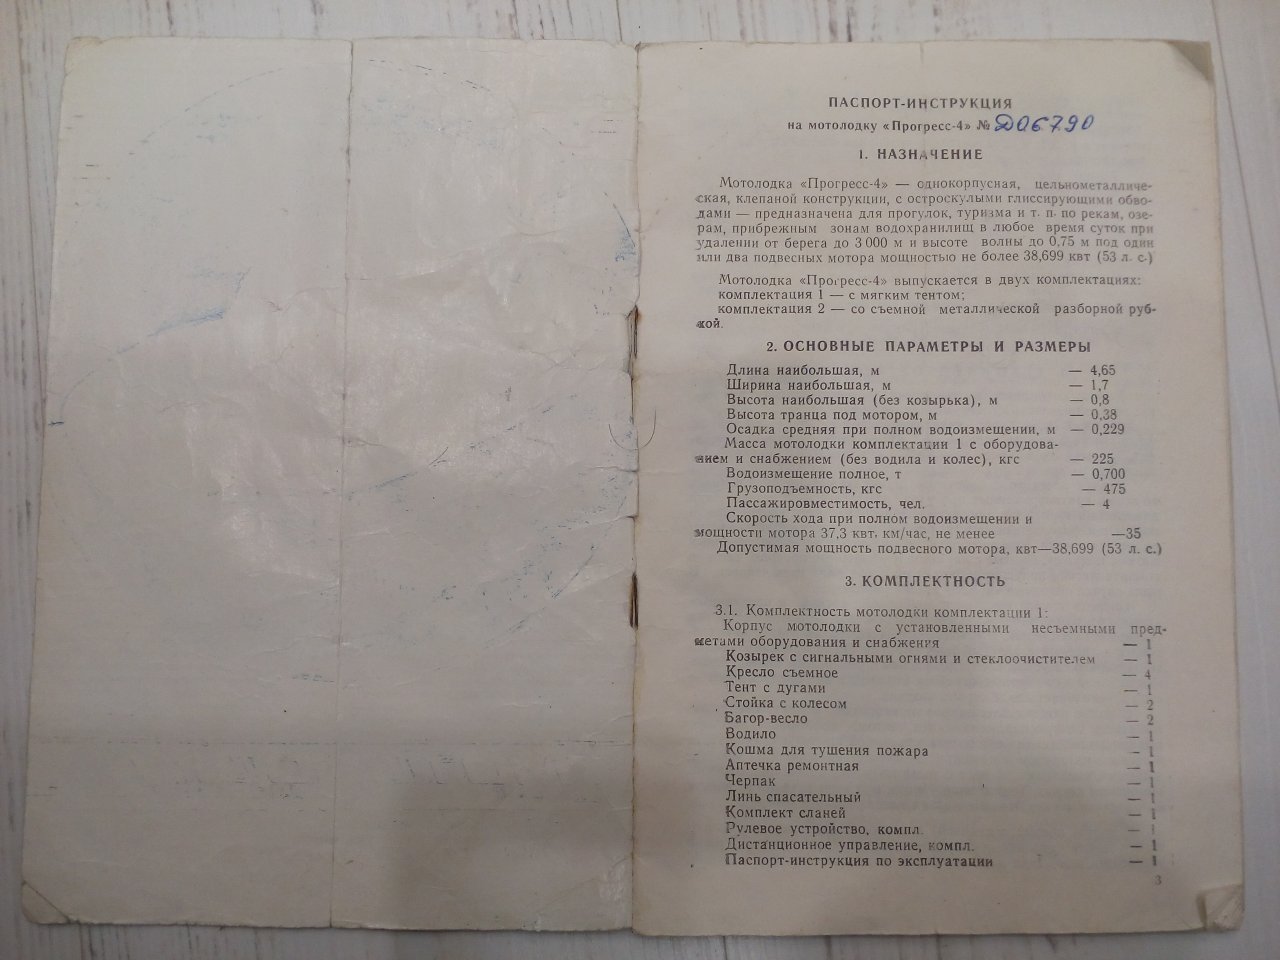 ПАСПОРТ-ИНСТРУКЦИЯ
на мотолодку «Прогресс-4» № Д06790
1. НАЗНАЧЕНИЕ
Мотолодка «Прогресс-4» — однокорпусная, цельнометалличе-
ская, клепаной конструкции, с остроскулыми глиссирующими обво-
дами — предназначена для прогулок, туризма и т. п. по рекам, озе-
рам, прибрежным зонам водохранилищ в любое время суток при
удалении от берега до 3 000 м и высоте волны до 0,75 м под один
или два подвесных мотора мощностью не более 38,699 квт (53 л. с.)
Мотолодка «Прогресс-4» выпускается в двух комплектациях:
комплектация 1 — с мягким тентом;
комплектация 2 — со съемной металлической разборной руб-
кой.
2. ОСНОВНЫЕ ПАРАМЕТРЫ И РАЗМЕРЫ
Длина наибольшая, м — 4,65
Ширина наибольшая, м — 1,7
Высота наибольшая (без козырька), м — 0,8
Высота транца под мотором, м — 0,38
Осадка средняя при полном водоизмещении, м — 0,229
Масса мотолодки комплектации 1 с оборудова-
нием и снабжением (без водила и колес), кгс — 225
Водоизмещение полное, т — 0,700
Грузоподъемность, кгс — 475
Пассажировместимость, чел. — 4
Скорость хода при полном водоизмещении и
мощности мотора 37,3 квт, км/час, не менее —35
Допустимая мощность подвесного мотора, квт—38,699 (53 л. с.)
3. КОМПЛЕКТНОСТЬ
3.1. Комплектность мотолодки комплектации 1:
Корпус мотолодки с установленными несъемными пред-
метами оборудования и снабжения — 1
Козырек с сигнальными огнями и стеклоочистителем — 1
Кресло съемное — 4
Тент с дугами — 1
Стойка с колесом — 2
Багор-весло — 2
Водило — 1
Кошма для тушения пожара — 1
Аптечка ремонтная — 1
Черпак — 1
Линь спасательный — 1
Комплект сланей — 1
Рулевое устройство, компл. — 1
Дистанционное управление, компл. — 1
Паспорт-инструкция по эксплуатации — 1
3